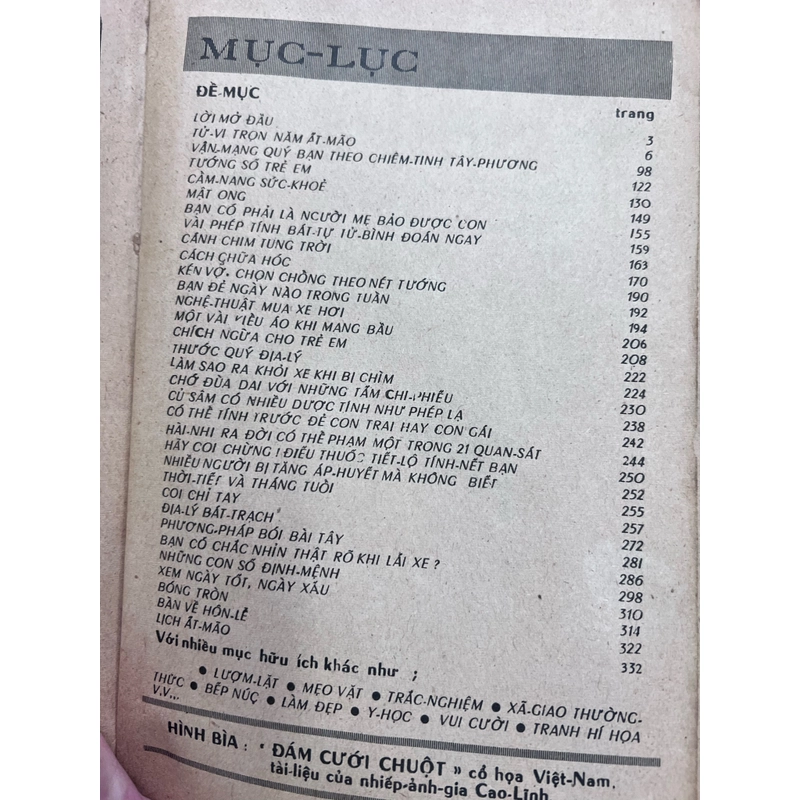 MỤC-LỤC
ĐỀ-MỤC trang
LỜI MỞ ĐẦU 3
TỬ-VI TRỌN NĂM ẤT-MÃO 6
VẬN-MẠNG QUÝ BẠN THEO CHIÊM-TINH TÂY-PHƯƠNG 98
TƯỚNG SỐ TRẺ EM 122
CẨM-NANG SỨC-KHOẺ 130
MẬT ONG 149
BẠN CÓ PHẢI LÀ NGƯỜI MẸ BẢO ĐƯỢC CON 155
VÀI PHÉP TÍNH BÁT-TỰ TỬ-BÌNH ĐOÁN NGAY 159
CÁNH CHIM TUNG TRỜI 163
CÁCH CHỮA HÓC 170
KÉN VỢ, CHỌN CHỒNG THEO NÉT TƯỚNG 190
BẠN ĐẺ NGÀY NÀO TRONG TUẦN 192
NGHỆ-THUẬT MUA XE HƠI 194
MỘT VÀI KIỂU ÁO KHI MANG BẦU 206
CHÍCH NGỪA CHO TRẺ EM 208
THƯỚC QUÝ ĐỊA-LÝ 222
LÀM SAO RA KHỎI XE KHI BỊ CHÌM 224
CHỚ ĐÙA DAI VỚI NHỮNG TẤM CHI-PHIẾU 230
CỦ SÂM CÓ NHIỀU DƯỢC TÍNH NHƯ PHÉP LẠ 238
CÓ THỂ TÍNH TRƯỚC ĐẺ CON TRAI HAY CON GÁI 242
HÀI-NHI RA ĐỜI CÓ THỂ PHẠM MỘT TRONG 21 QUAN-SÁT 244
HÃY COI CHỪNG ! ĐIẾU THUỐC TIẾT-LỘ TÍNH-NẾT BẠN 250
NHIỀU NGƯỜI BỊ TĂNG ÁP-HUYẾT MÀ KHÔNG BIẾT 252
THỜI-TIẾT VÀ THÁNG TUỔI 255
COI CHỈ TAY 257
ĐỊA-LÝ BÁT-TRẠCH 272
PHƯƠNG-PHÁP BÓI BÀI TÂY 281
BẠN CÓ CHẮC NHÌN THẬT RÕ KHI LÁI XE ? 286
NHỮNG CON SỐ ĐỊNH-MỆNH 298
XEM NGÀY TỐT, NGÀY XẤU 310
BÓNG TRÒN 314
BÀN VỀ HÔN-LỄ 322
LỊCH ẤT-MÃO 332
Với nhiều mục hữu ích khác như ;
● LƯỢM-LẶT ● MẸO VẶT ● TRẮC-NGHIỆM ● XÃ-GIAO THƯỜNG-
THỨC ● BẾP NÚC ● LÀM ĐẸP ● Y-HỌC ● VUI CƯỜI ● TRANH HÍ HỌA
V.V...
HÌNH BÌA : « ĐÁM CƯỚI CHUỘT » cổ họa Việt-Nam,
tài-liệu của nhiếp-ảnh-gia Cao-Lĩnh